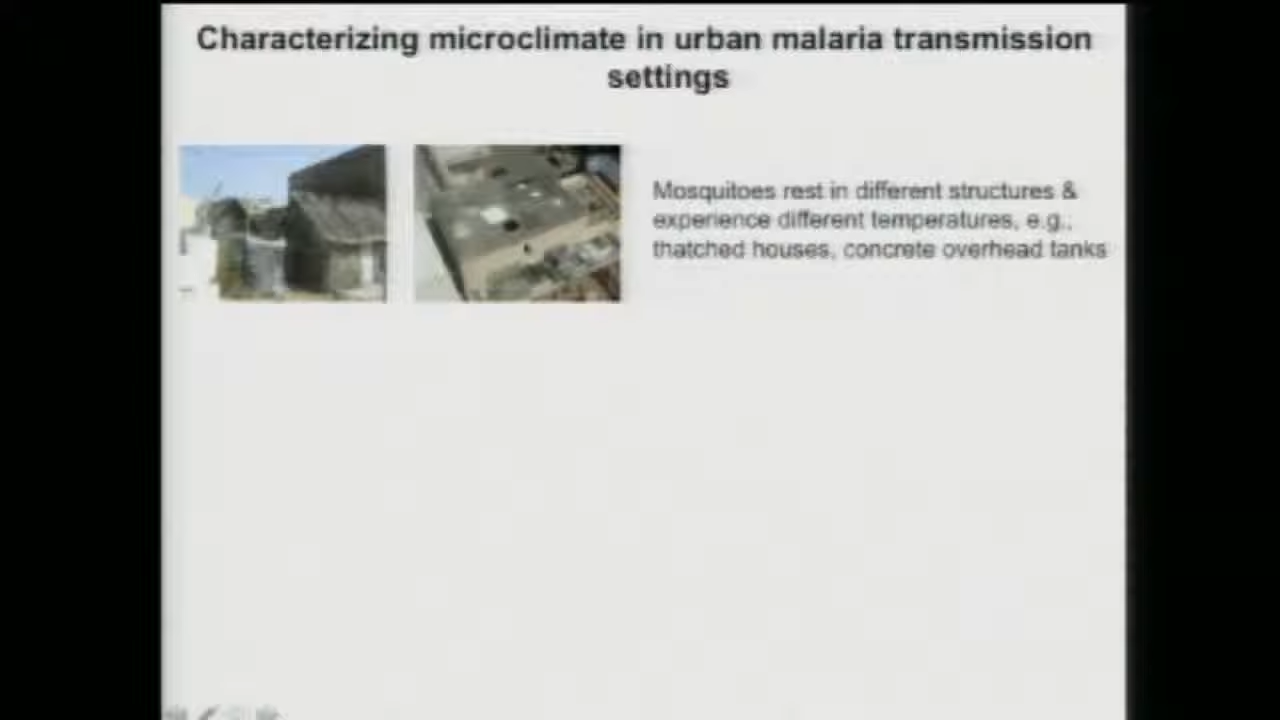 Characterizing microclimate in urban malaria transmission
settings
Mosquitoes rest in different structures &
experience different temperatures, e.g.,
thatched houses, concrete overhead tanks